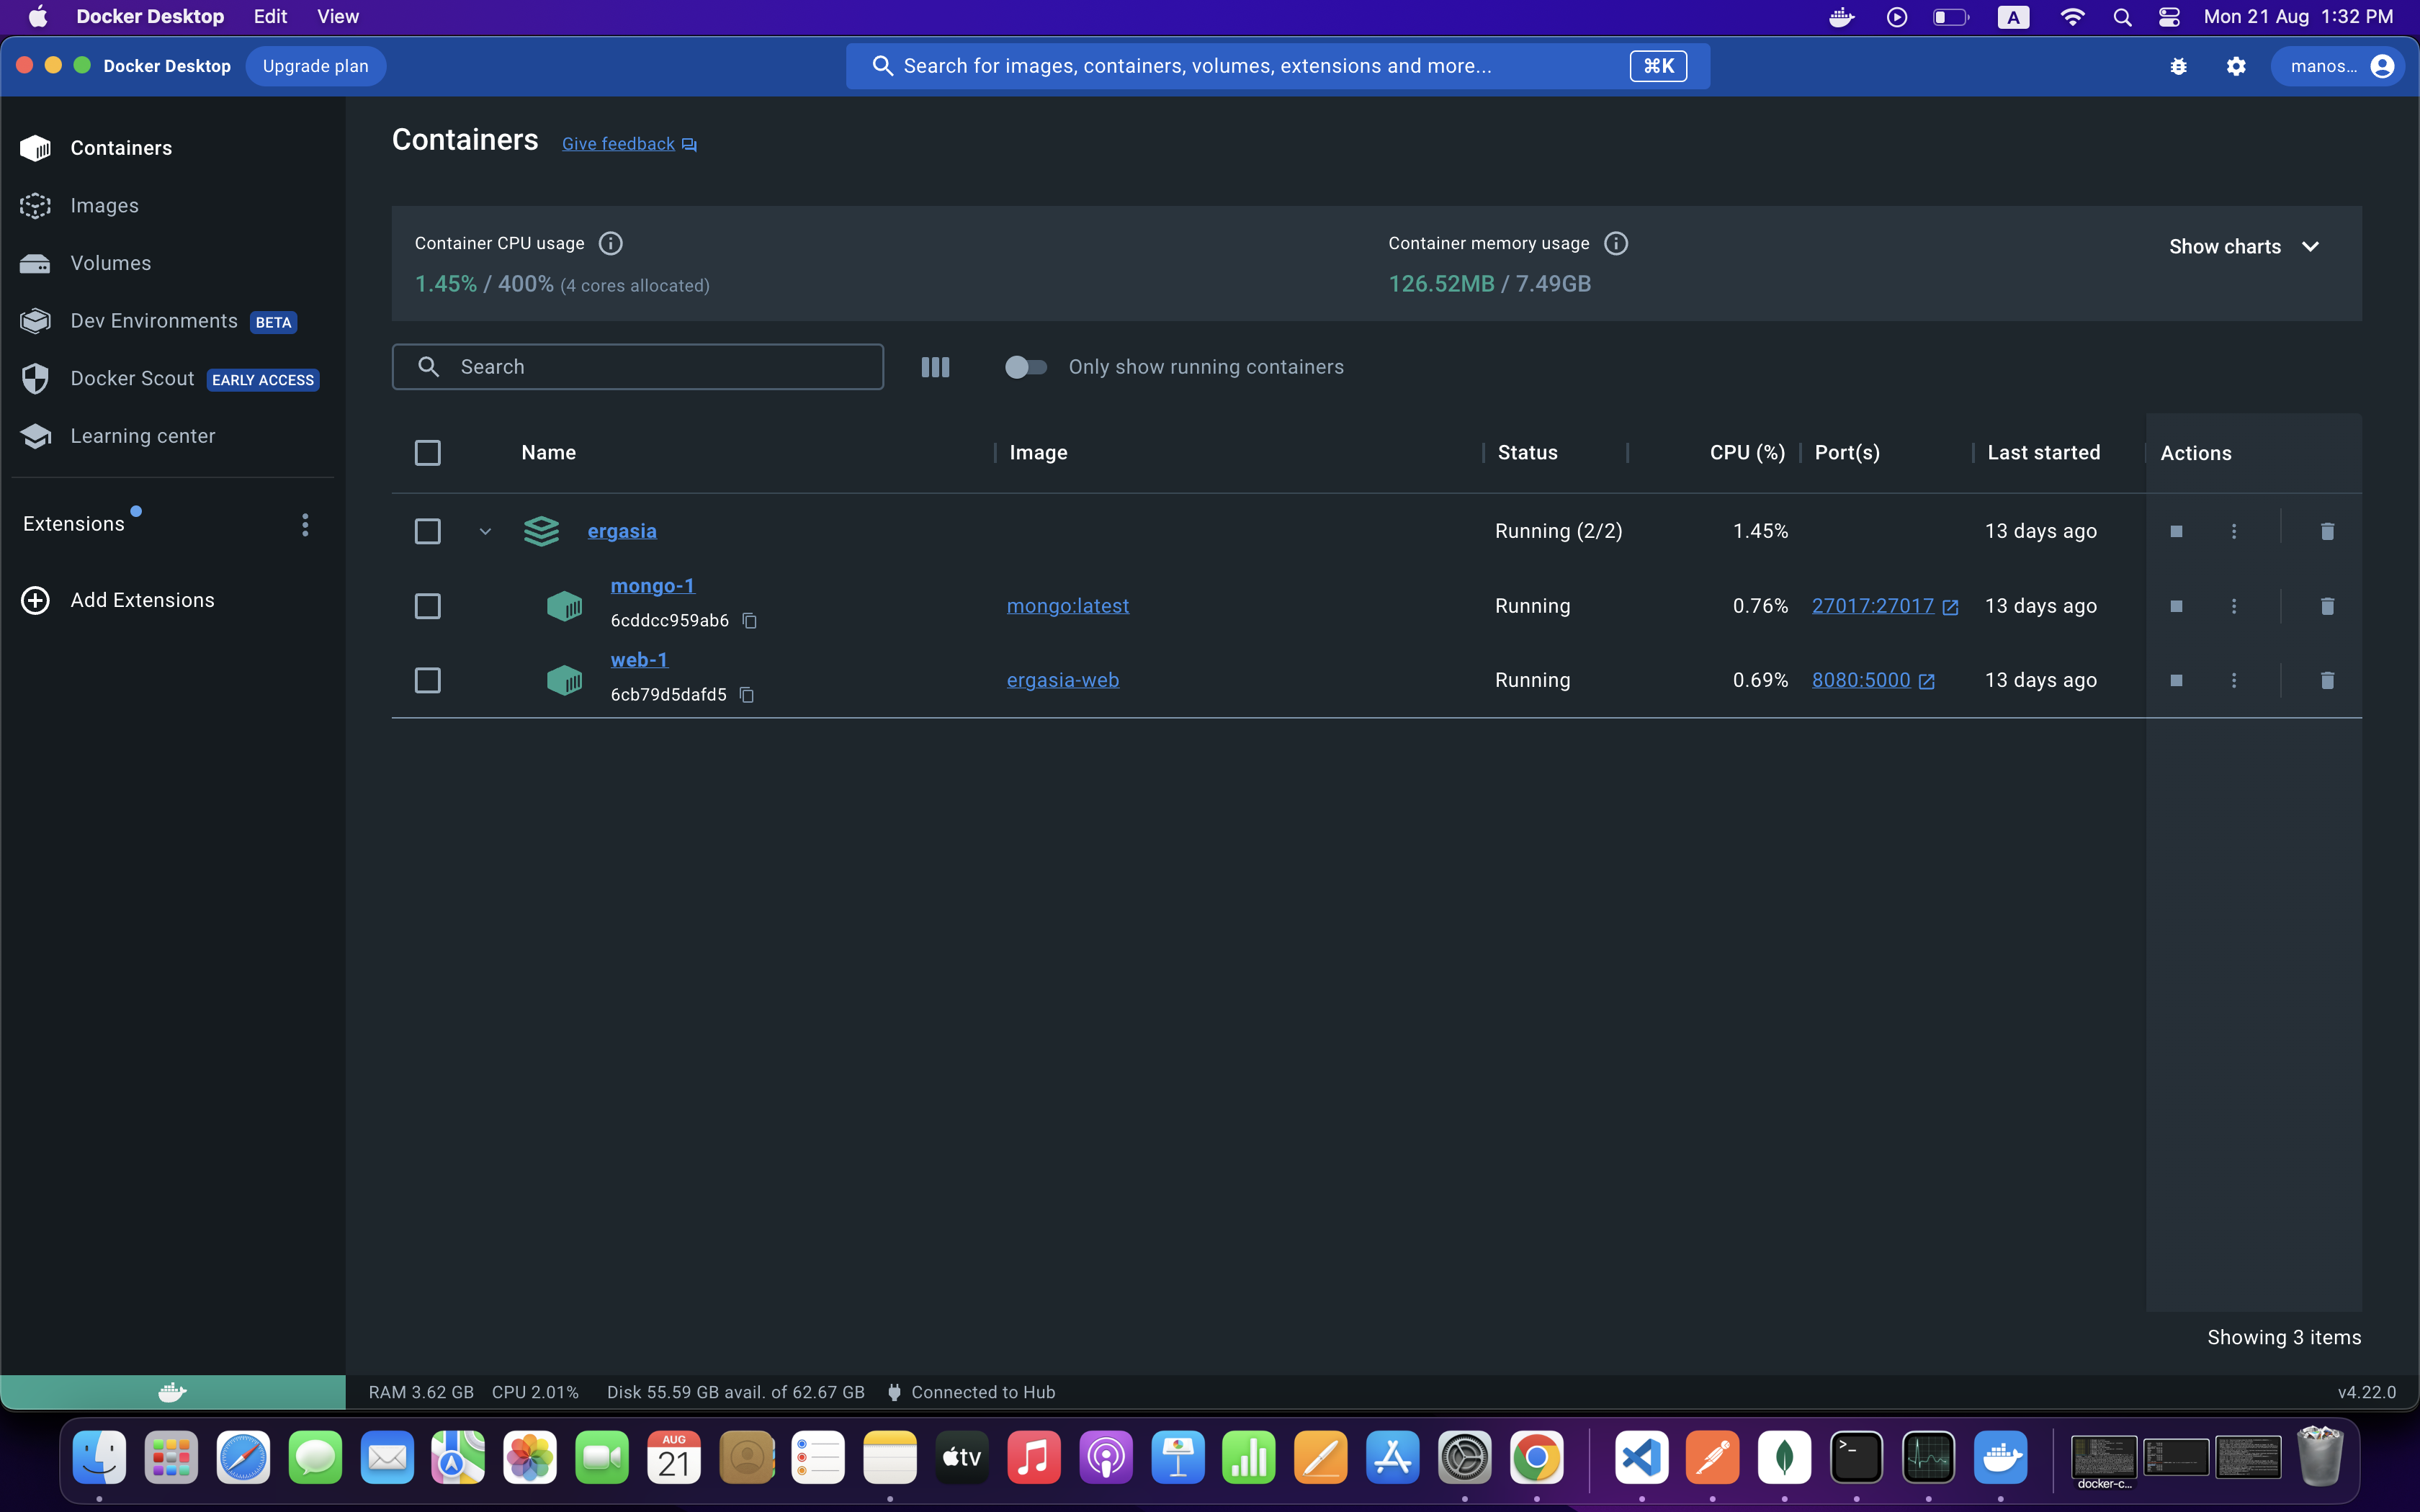 Docker Desktop Edit View A Mon 21 Aug 1:32 PM
Docker Desktop Upgrade plan Search for images, containers, volumes, extensions and more... ⌘K manos...
Containers
Images
Volumes
Dev Environments BETA
Docker Scout EARLY ACCESS
Learning center
Extensions
Add Extensions
Containers Give feedback
Container CPU usage
1.45% / 400% (4 cores allocated)
Container memory usage
126.52MB / 7.49GB
Show charts
Search
Only show running containers
Name Image Status CPU (%) Port(s) Last started Actions
ergasia Running (2/2) 1.45% 13 days ago
mongo-1
6cddcc959ab6
mongo:latest Running 0.76% 27017:27017 13 days ago
web-1
6cb79d5dafd5
ergasia-web Running 0.69% 8080:5000 13 days ago
Showing 3 items
RAM 3.62 GB CPU 2.01% Disk 55.59 GB avail. of 62.67 GB Connected to Hub v4.22.0
AUG
21
tv
>_
docker-c...